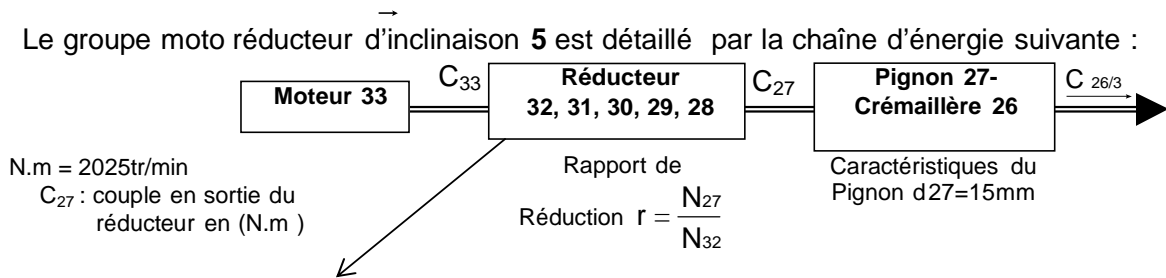 Le groupe moto réducteur d'inclinaison 5 est détaillé par la chaîne d'énergie suivante :
Moteur 33
C33
Réducteur
32, 31, 30, 29, 28
C27
Pignon 27-
Crémaillère 26
C 26/3
N.m = 2025tr/min
C27 : couple en sortie du
réducteur en (N.m )
Rapport de
Réduction r = N27/N32
Caractéristiques du
Pignon d27=15mm